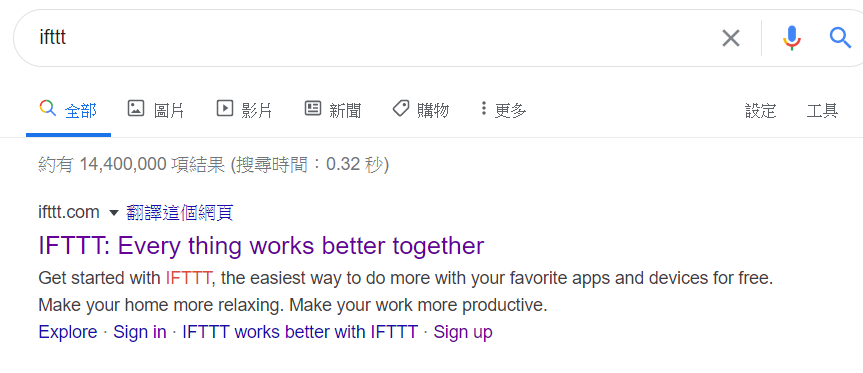 ifttt
全部 圖片 影片 新聞 購物 更多 設定 工具
約有 14,400,000 項結果 (搜尋時間：0.32 秒)
ifttt.com 翻譯這個網頁
IFTTT: Every thing works better together
Get started with IFTTT, the easiest way to do more with your favorite apps and devices for free.
Make your home more relaxing. Make your work more productive.
Explore · Sign in · IFTTT works better with IFTTT · Sign up